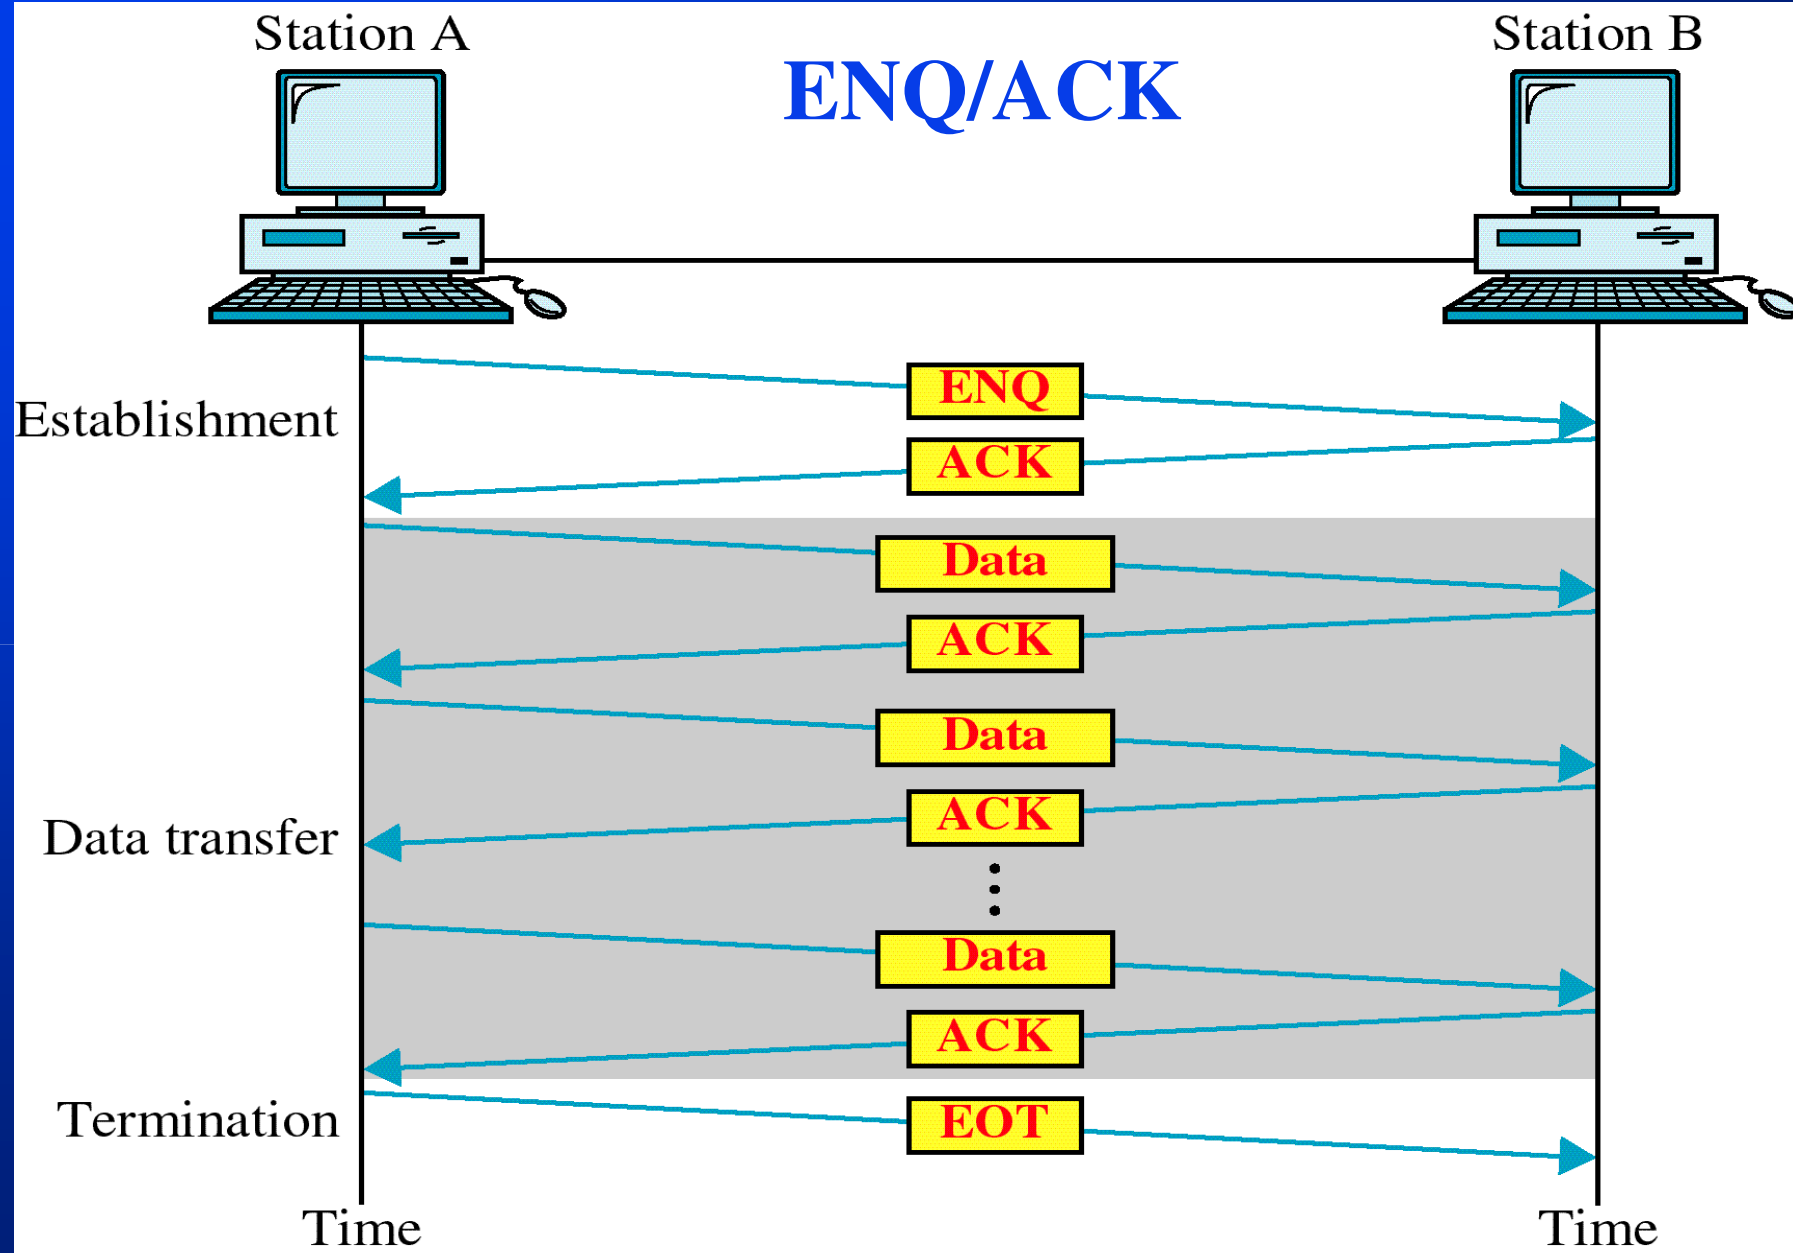 Station A
Station B
ENQ/ACK
ENQ
Establishment
ACK
Data
ACK
Data
ACK
Data transfer
Data
ACK
EOT
Termination
Time
Time